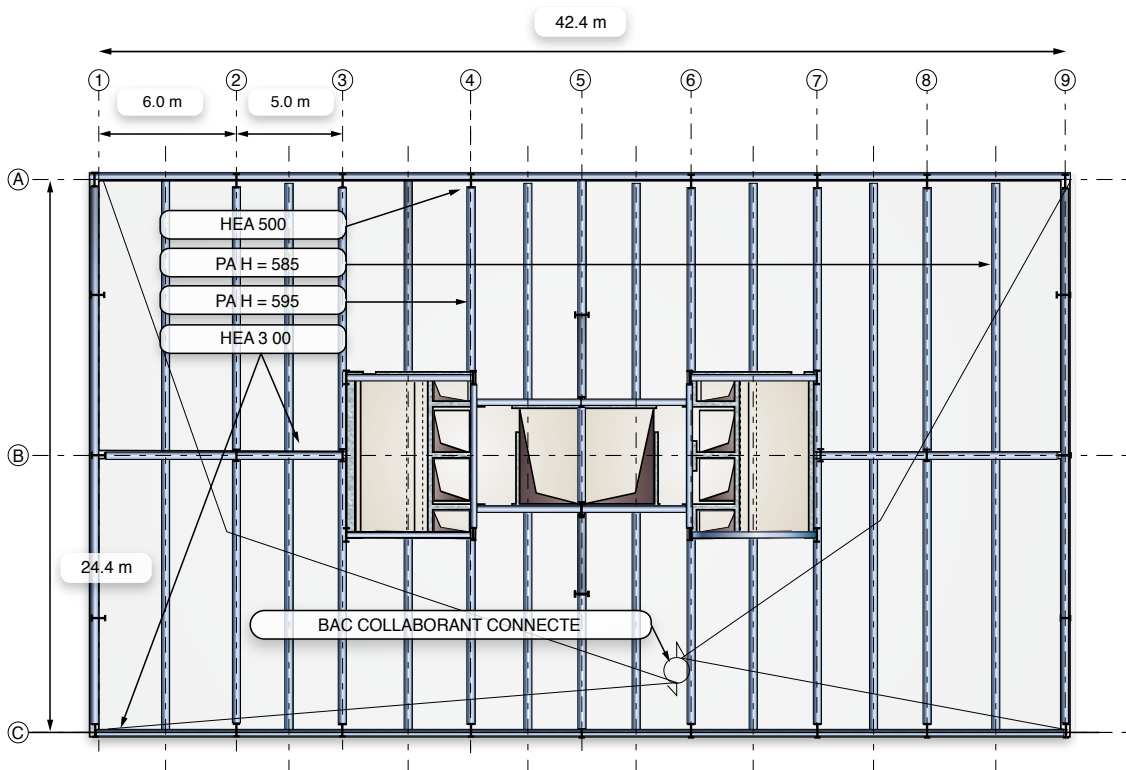 42.4 m
1 2 3 4 5 6 7 8 9
6.0 m 5.0 m
A
HEA 500
PA H = 585
PA H = 595
HEA 3 00
B
24.4 m
BAC COLLABORANT CONNECTE
C